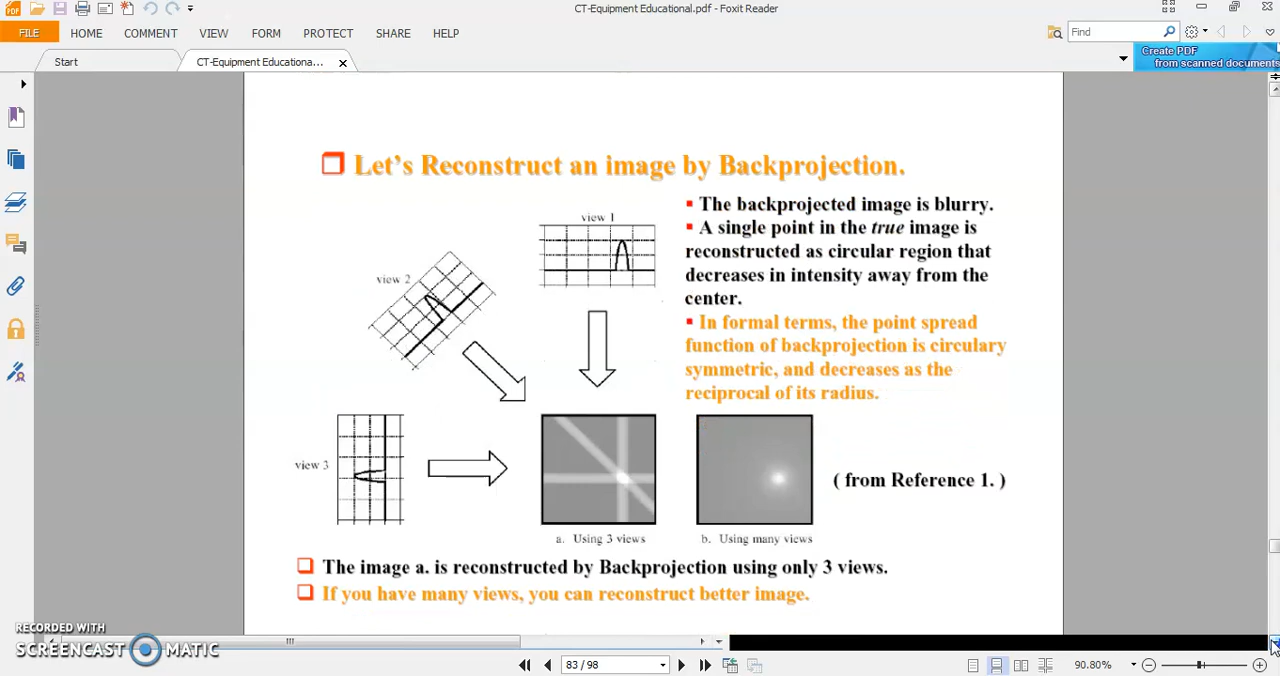 CT-Equipment Educational.pdf - Foxit Reader
FILE HOME COMMENT VIEW FORM PROTECT SHARE HELP
Find
Start
CT-Equipment Educationa...
Create PDF
from scanned documents
Let's Reconstruct an image by Backprojection.
view 1
view 2
view 3
▪ The backprojected image is blurry.
▪ A single point in the true image is
reconstructed as circular region that
decreases in intensity away from the
center.
▪ In formal terms, the point spread
function of backprojection is circulary
symmetric, and decreases as the
reciprocal of its radius.
( from Reference 1. )
a. Using 3 views
b. Using many views
The image a. is reconstructed by Backprojection using only 3 views.
If you have many views, you can reconstruct better image.
RECORDED WITH
SCREENCAST MATIC
83 / 98
90.80%